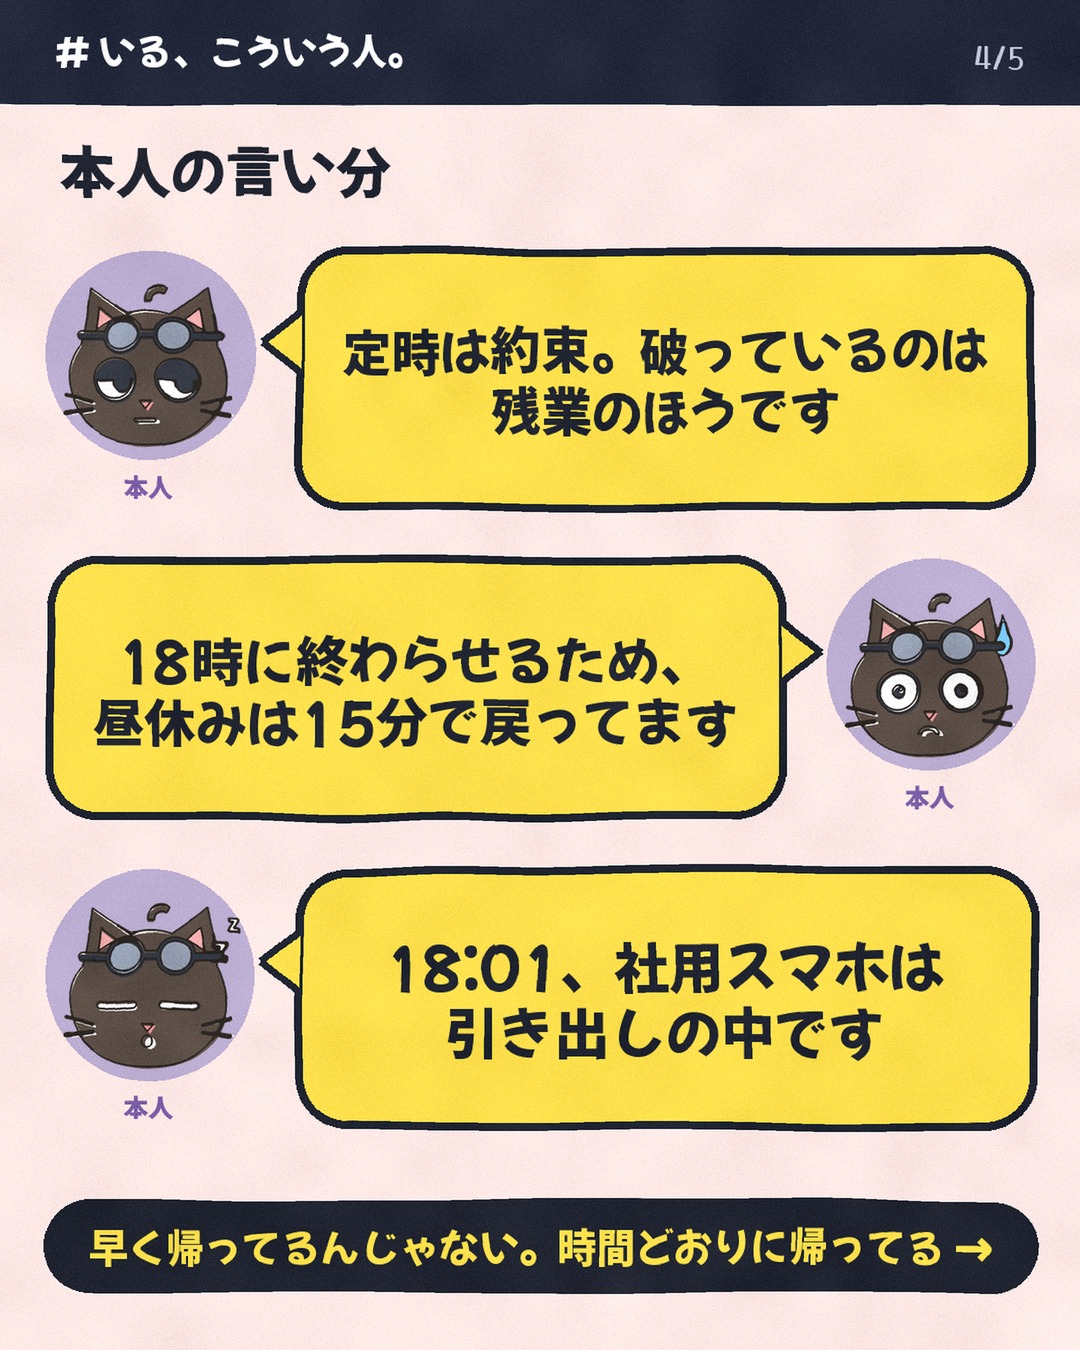 #いる、こういう人。
4/5
本人の言い分
定時は約束。破っているのは
残業のほうです
本人
18時に終わらせるため、
昼休みは15分で戻ってます
本人
z
z
18:01、社用スマホは
引き出しの中です
本人
早く帰ってるんじゃない。時間どおりに帰ってる →